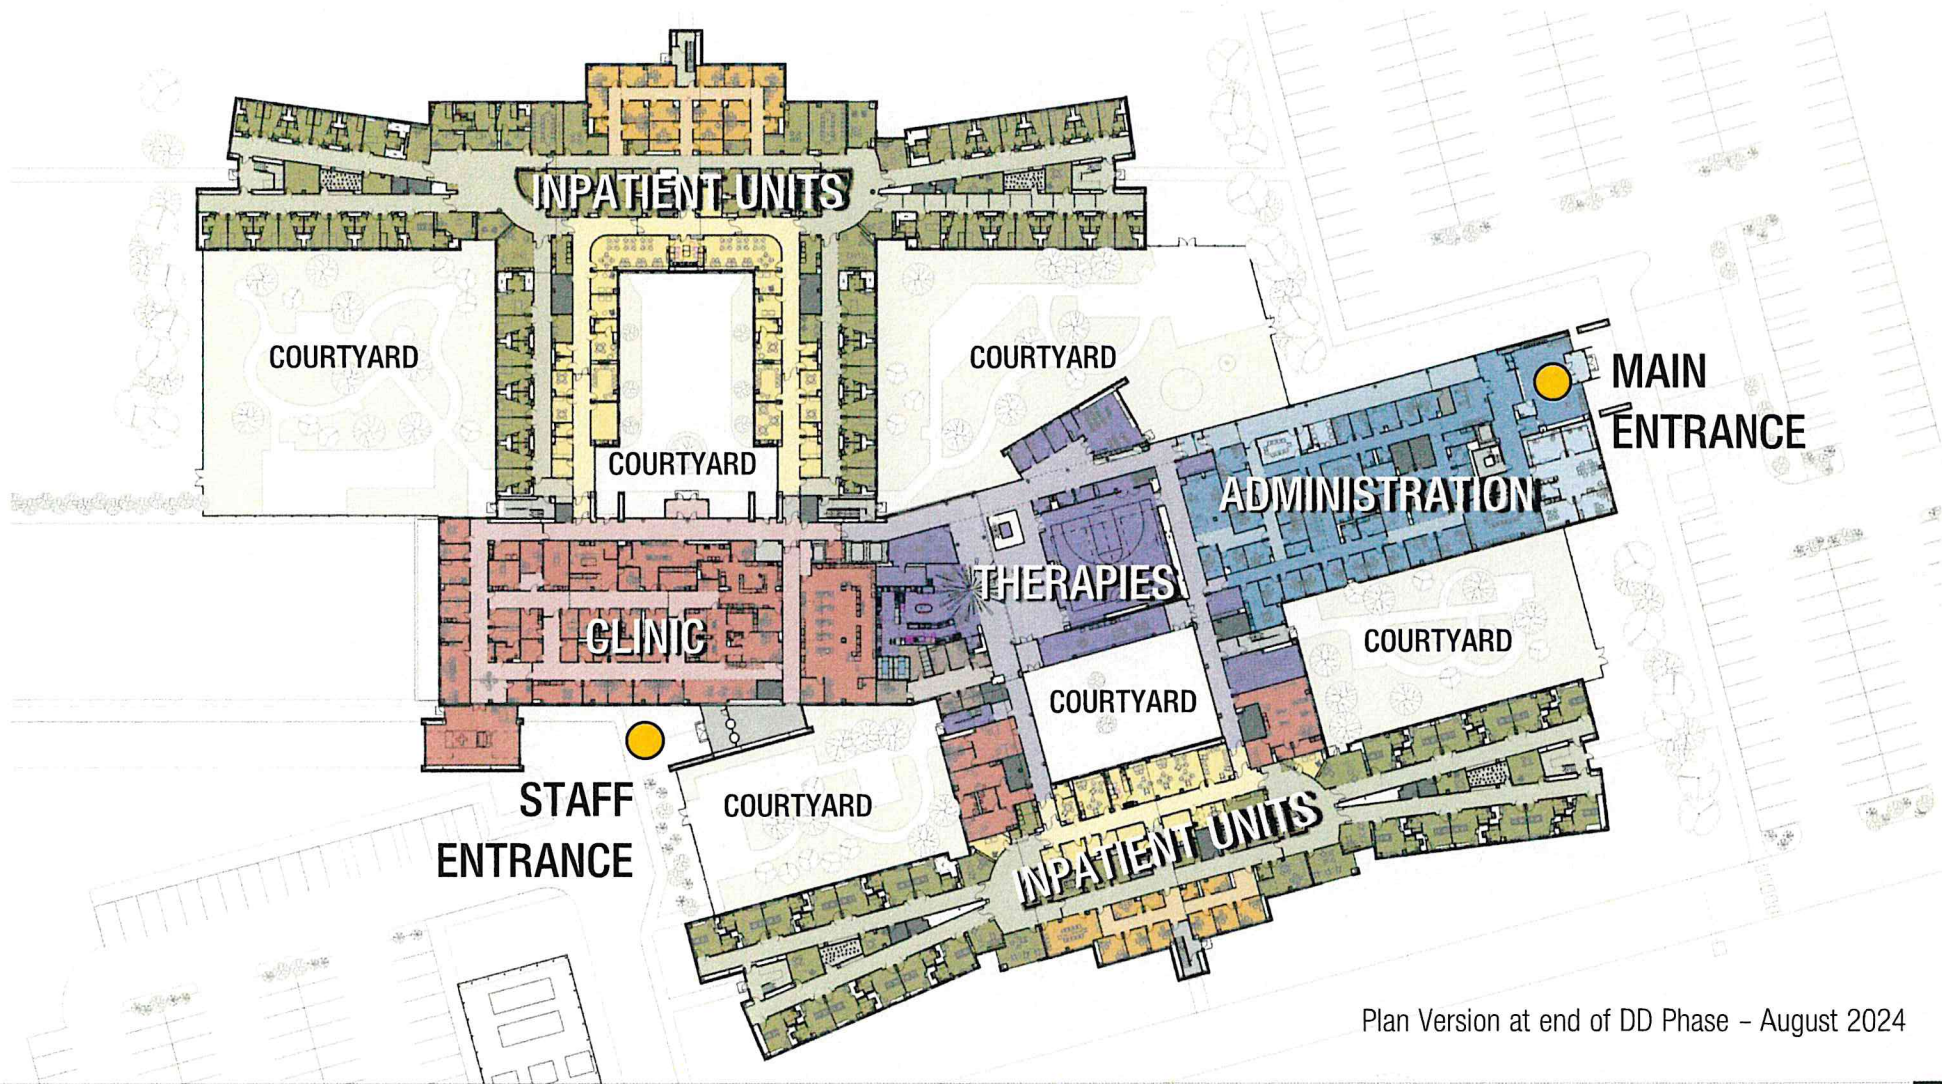 INPATIENT UNITS
COURTYARD
COURTYARD
MAIN
ENTRANCE
COURTYARD
ADMINISTRATION
THERAPIES
CLINIC
COURTYARD
COURTYARD
STAFF
ENTRANCE
COURTYARD
INPATIENT UNITS
Plan Version at end of DD Phase – August 2024